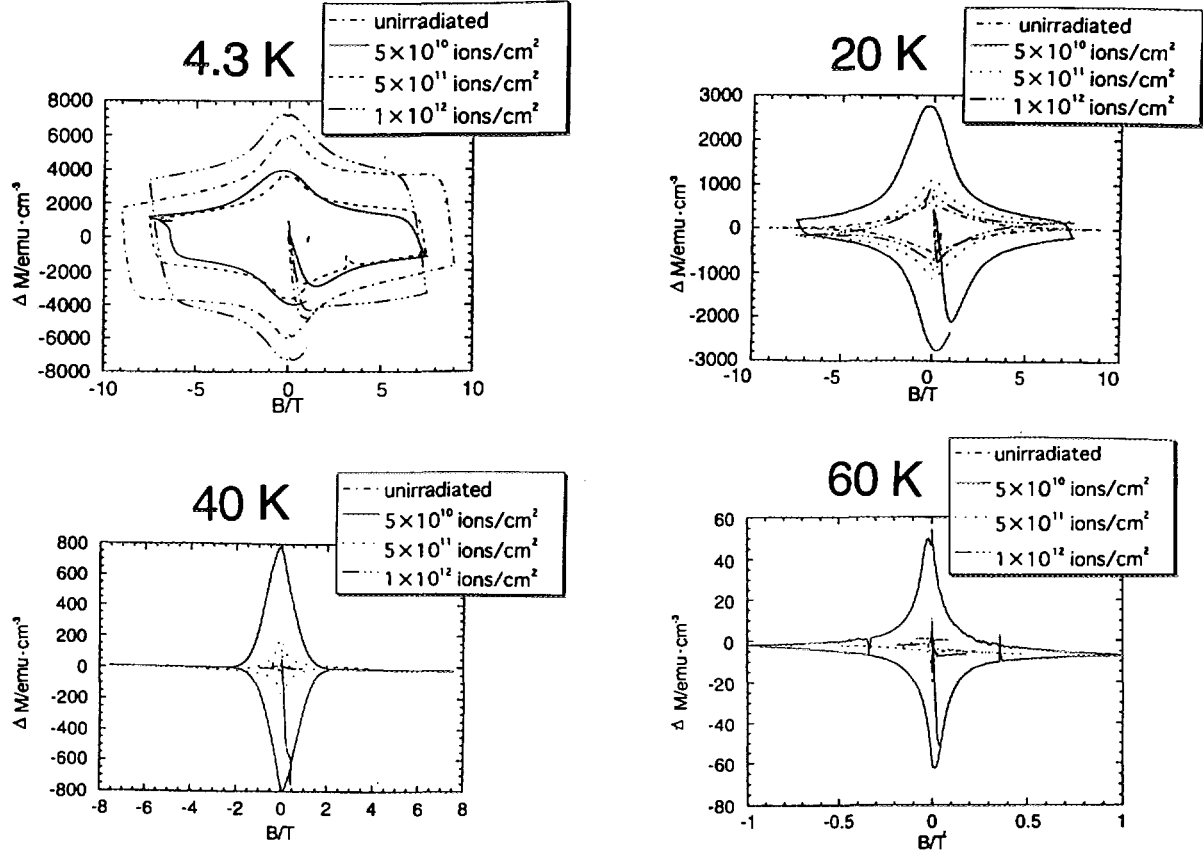 4.3 K
unirradiated
5×10¹⁰ ions/cm²
5×10¹¹ ions/cm²
1×10¹² ions/cm²
8000
6000
4000
2000
0
-2000
-4000
-6000
-8000
Δ M/emu·cm⁻³
-10
-5
0
5
10
B/T
20 K
unirradiated
5×10¹⁰ ions/cm²
5×10¹¹ ions/cm²
1×10¹² ions/cm²
3000
2000
1000
0
-1000
-2000
-3000
Δ M/emu·cm⁻³
-10
-5
0
5
10
B/T
40 K
unirradiated
5×10¹⁰ ions/cm²
5×10¹¹ ions/cm²
1×10¹² ions/cm²
800
600
400
200
0
-200
-400
-600
-800
Δ M/emu·cm⁻³
-8
-6
-4
-2
0
2
4
6
8
B/T
60 K
unirradiated
5×10¹⁰ ions/cm²
5×10¹¹ ions/cm²
1×10¹² ions/cm²
60
40
20
0
-20
-40
-60
-80
Δ M/emu·cm⁻³
-1
-0.5
0
0.5
1
B/T